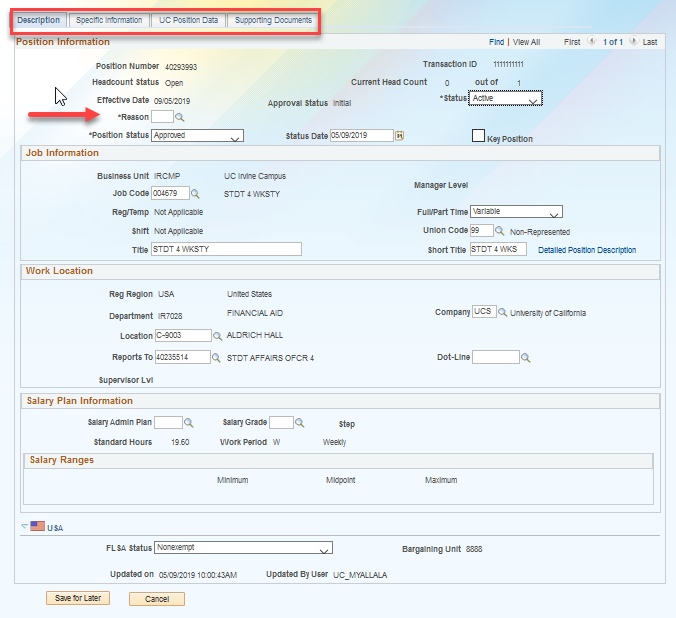 Description Specific Information UC Position Data Supporting Documents
Position Information Find | View All First 1 of 1 Last
Position Number 40293993 Transaction ID 1111111111
Headcount Status Open Current Head Count 0 out of 1
Effective Date 09/05/2019 Approval Status Initial *Status Active
*Reason
*Position Status Approved Status Date 05/09/2019 Key Position
Job Information
Business Unit IRCMP UC Irvine Campus
Manager Level
Job Code 004679 STDT 4 WKSTY
Reg/Temp Not Applicable Full/Part Time Variable
Shift Not Applicable Union Code 99 Non-Represented
Title STDT 4 WKSTY Short Title STDT 4 WKS Detailed Position Description
Work Location
Reg Region USA United States
Department IR7028 FINANCIAL AID Company UCS University of California
Location C-9003 ALDRICH HALL
Reports To 40235514 STDT AFFAIRS OFCR 4 Dot-Line
Supervisor Lvl
Salary Plan Information
Salary Admin Plan Salary Grade Step
Standard Hours 19.60 Work Period W Weekly
Salary Ranges
Minimum Midpoint Maximum
USA
FLSA Status Nonexempt Bargaining Unit 8888
Updated on 05/09/2019 10:00:43AM Updated By User UC_MYALLALA
Save for Later Cancel